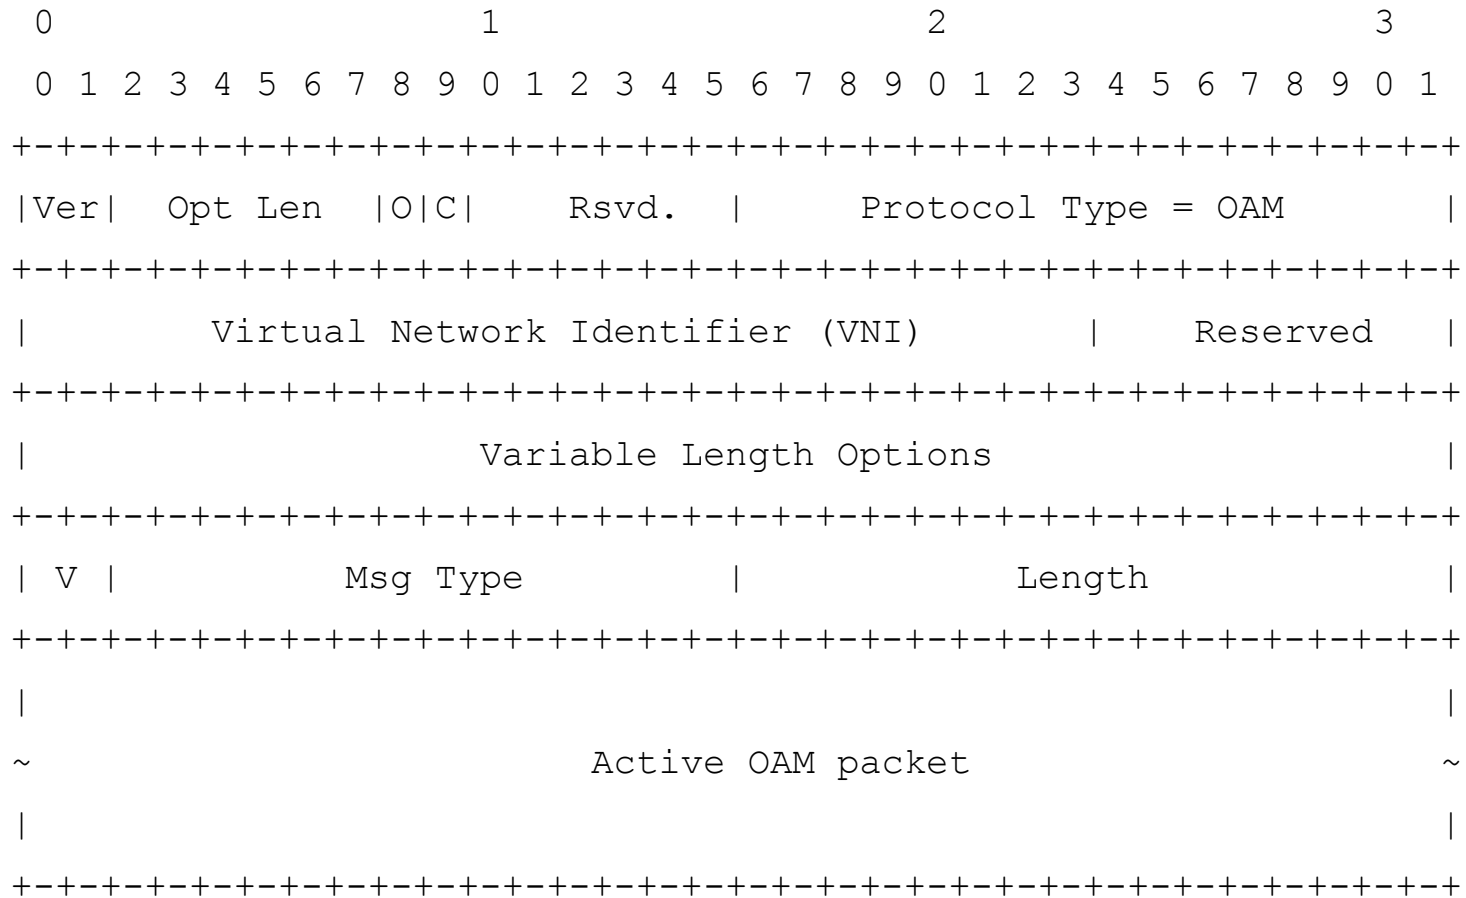 0                   1                   2                   3
 0 1 2 3 4 5 6 7 8 9 0 1 2 3 4 5 6 7 8 9 0 1 2 3 4 5 6 7 8 9 0 1
+-+-+-+-+-+-+-+-+-+-+-+-+-+-+-+-+-+-+-+-+-+-+-+-+-+-+-+-+-+-+-+-+
|Ver|  Opt Len  |O|C|    Rsvd.  |     Protocol Type = OAM       |
+-+-+-+-+-+-+-+-+-+-+-+-+-+-+-+-+-+-+-+-+-+-+-+-+-+-+-+-+-+-+-+-+
|        Virtual Network Identifier (VNI)       |    Reserved   |
+-+-+-+-+-+-+-+-+-+-+-+-+-+-+-+-+-+-+-+-+-+-+-+-+-+-+-+-+-+-+-+-+
|                    Variable Length Options                    |
+-+-+-+-+-+-+-+-+-+-+-+-+-+-+-+-+-+-+-+-+-+-+-+-+-+-+-+-+-+-+-+-+
| V |          Msg Type         |            Length             |
+-+-+-+-+-+-+-+-+-+-+-+-+-+-+-+-+-+-+-+-+-+-+-+-+-+-+-+-+-+-+-+-+
|                                                               |
~                         Active OAM packet                     ~
|                                                               |
+-+-+-+-+-+-+-+-+-+-+-+-+-+-+-+-+-+-+-+-+-+-+-+-+-+-+-+-+-+-+-+-+